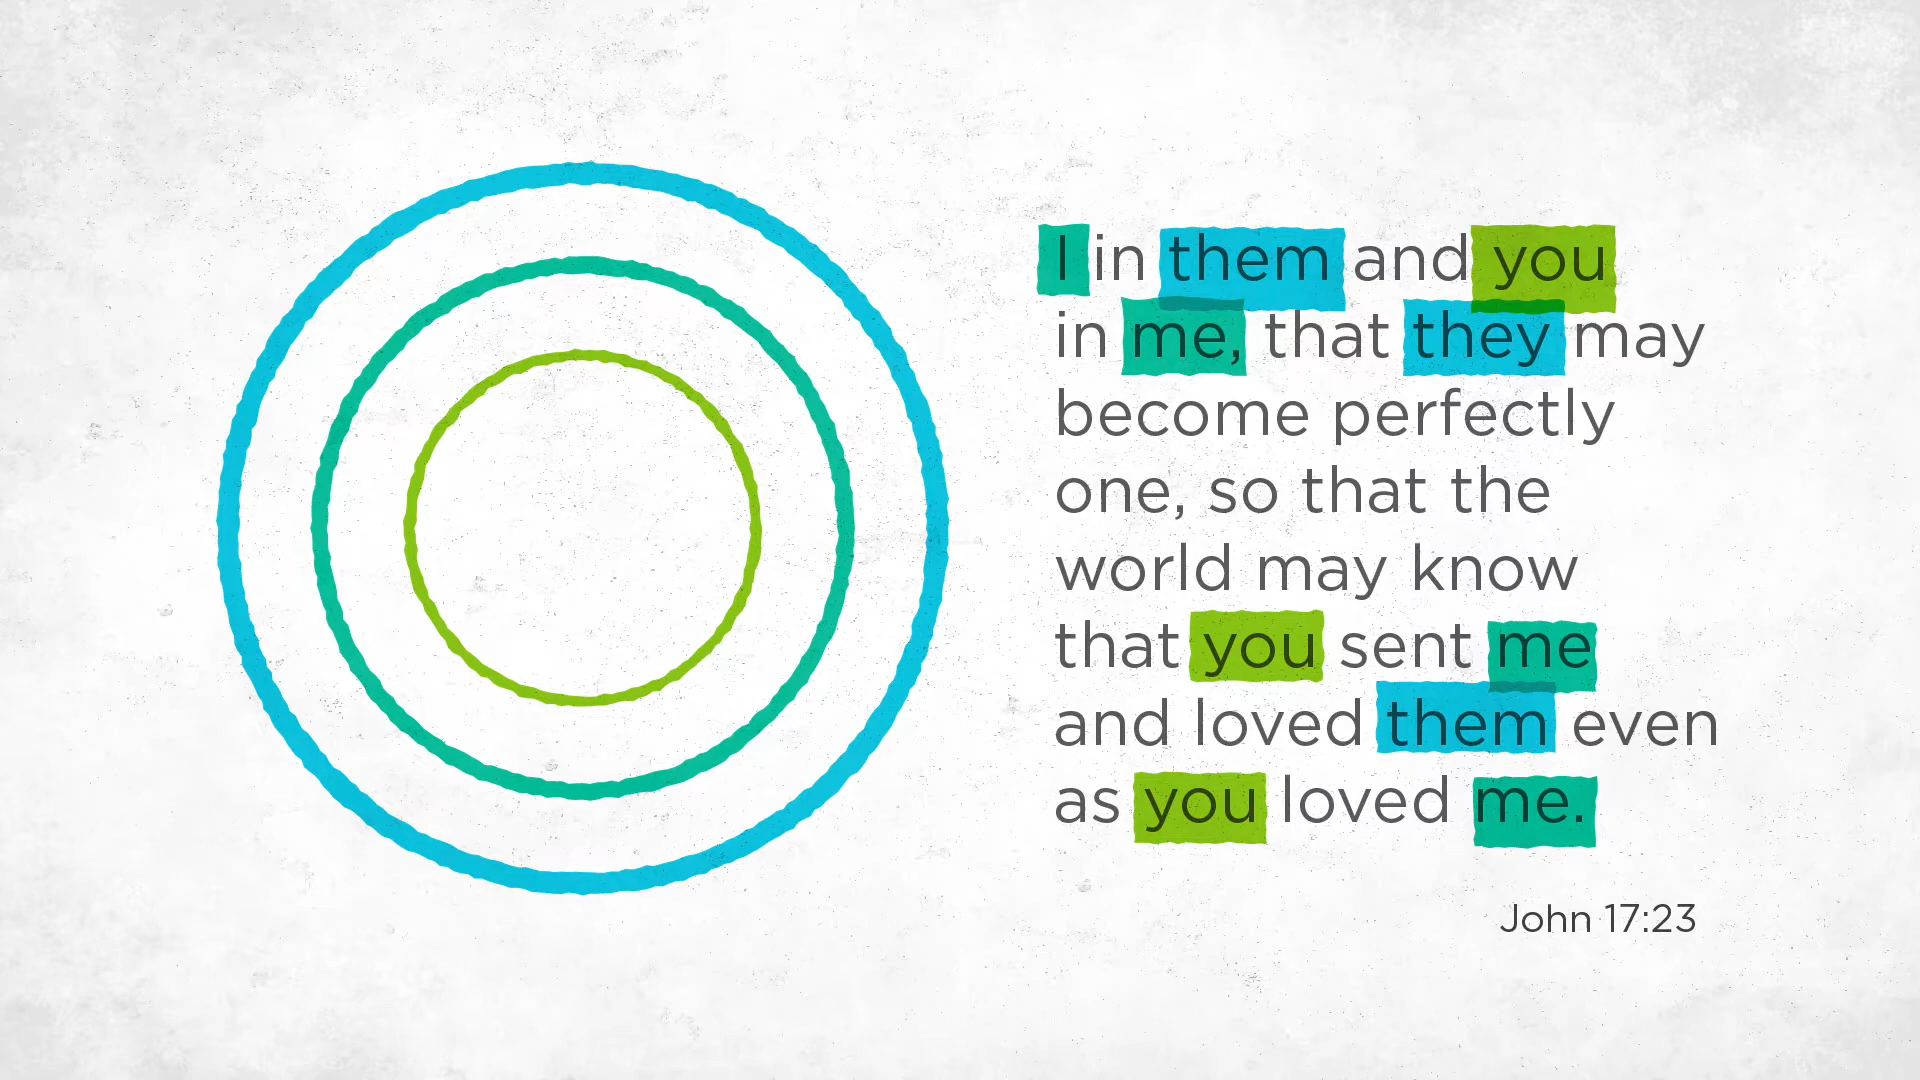 I in them and you
in me, that they may
become perfectly
one, so that the
world may know
that you sent me
and loved them even
as you loved me.
John 17:23